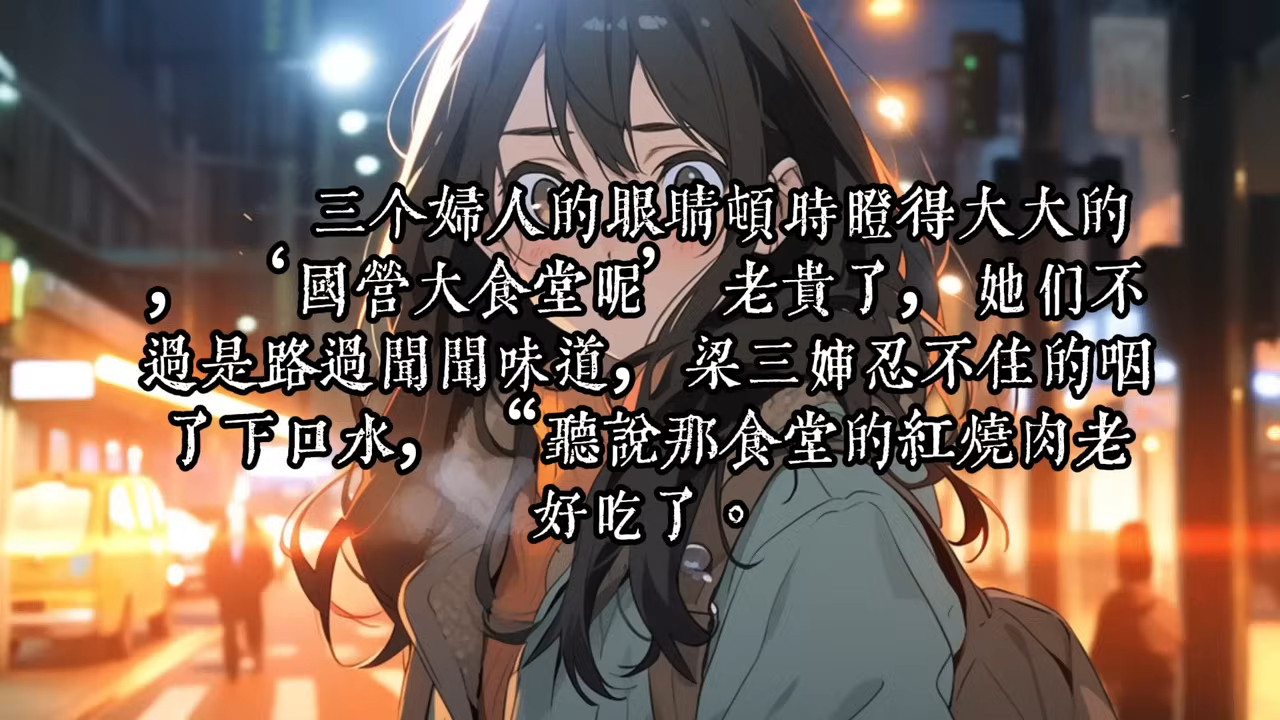 三个婦人的眼睛頓時瞪得大大的
，‘國營大食堂呢’ 老貴了，她们不
過是路過聞聞味道，梁三婶忍不住的咽
了下口水，“聽說那食堂的紅燒肉老
好吃了。